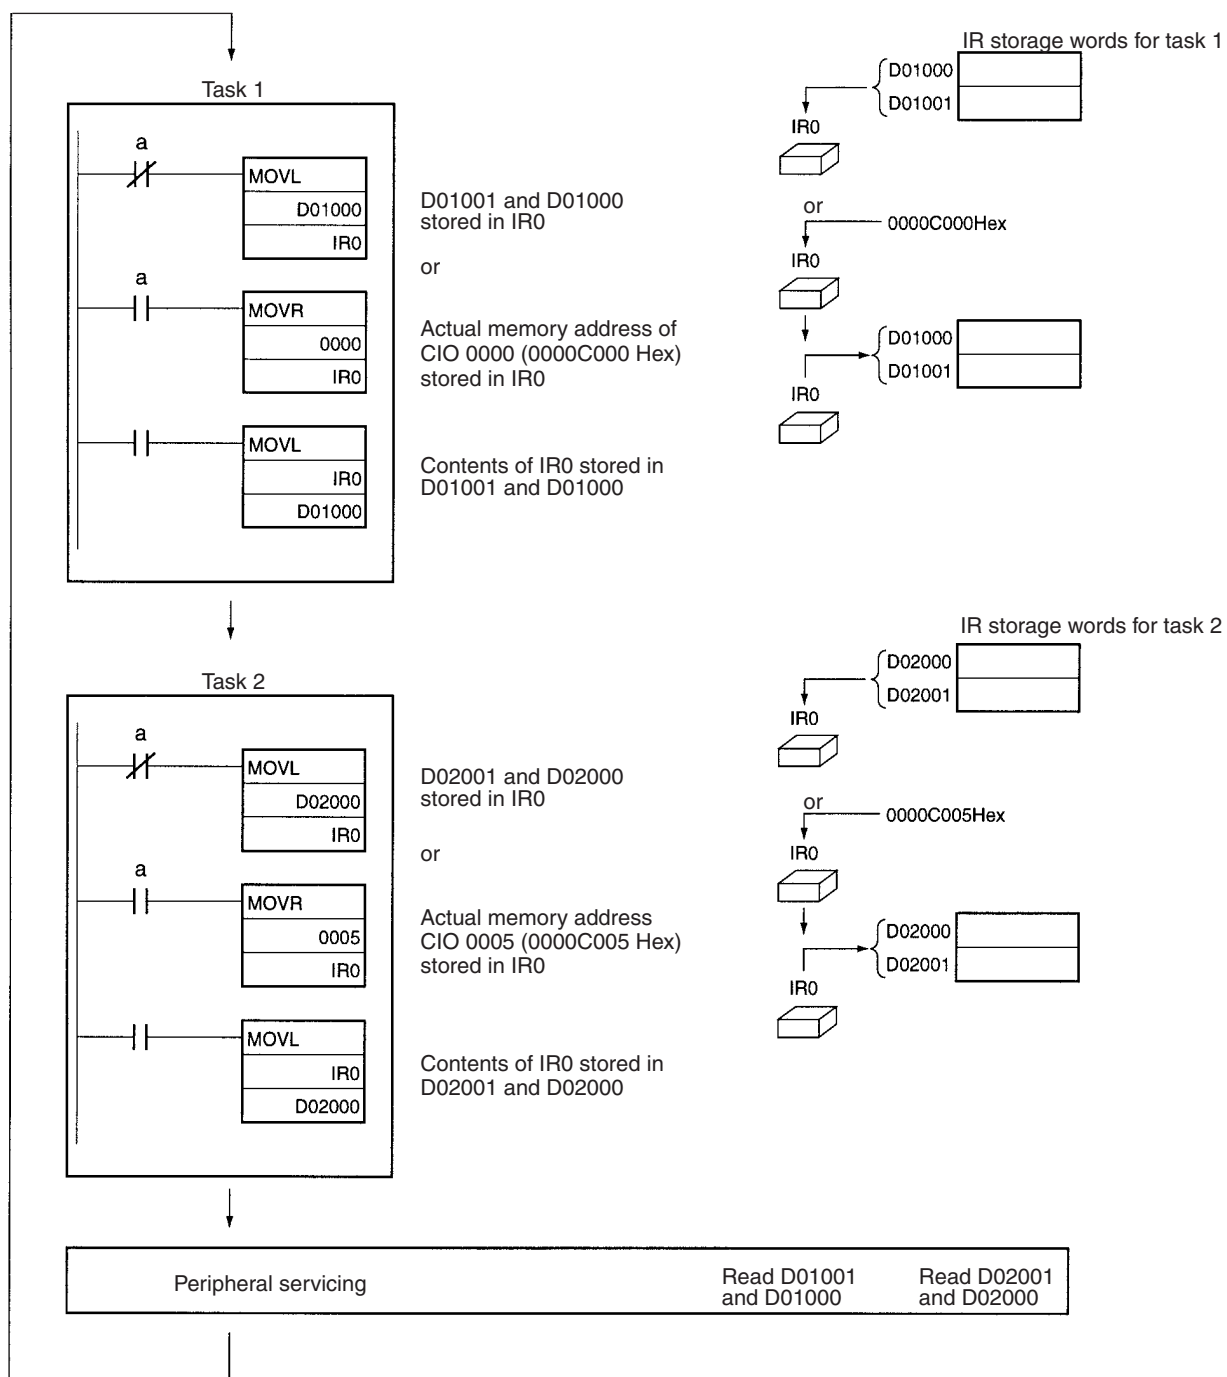 IR storage words for task 1
Task 1
D01000
D01001
IR0
a
MOVL
D01000
IR0
D01001 and D01000
stored in IR0
or
0000C000Hex
IR0
or
a
MOVR
0000
IR0
Actual memory address of
CIO 0000 (0000C000 Hex)
stored in IR0
D01000
D01001
IR0
MOVL
IR0
D01000
Contents of IR0 stored in
D01001 and D01000
IR storage words for task 2
Task 2
D02000
D02001
IR0
a
MOVL
D02000
IR0
D02001 and D02000
stored in IR0
or
0000C005Hex
IR0
or
a
MOVR
0005
IR0
Actual memory address
CIO 0005 (0000C005 Hex)
stored in IR0
D02000
D02001
IR0
MOVL
IR0
D02000
Contents of IR0 stored in
D02001 and D02000
Peripheral servicing
Read D01001
and D01000
Read D02001
and D02000